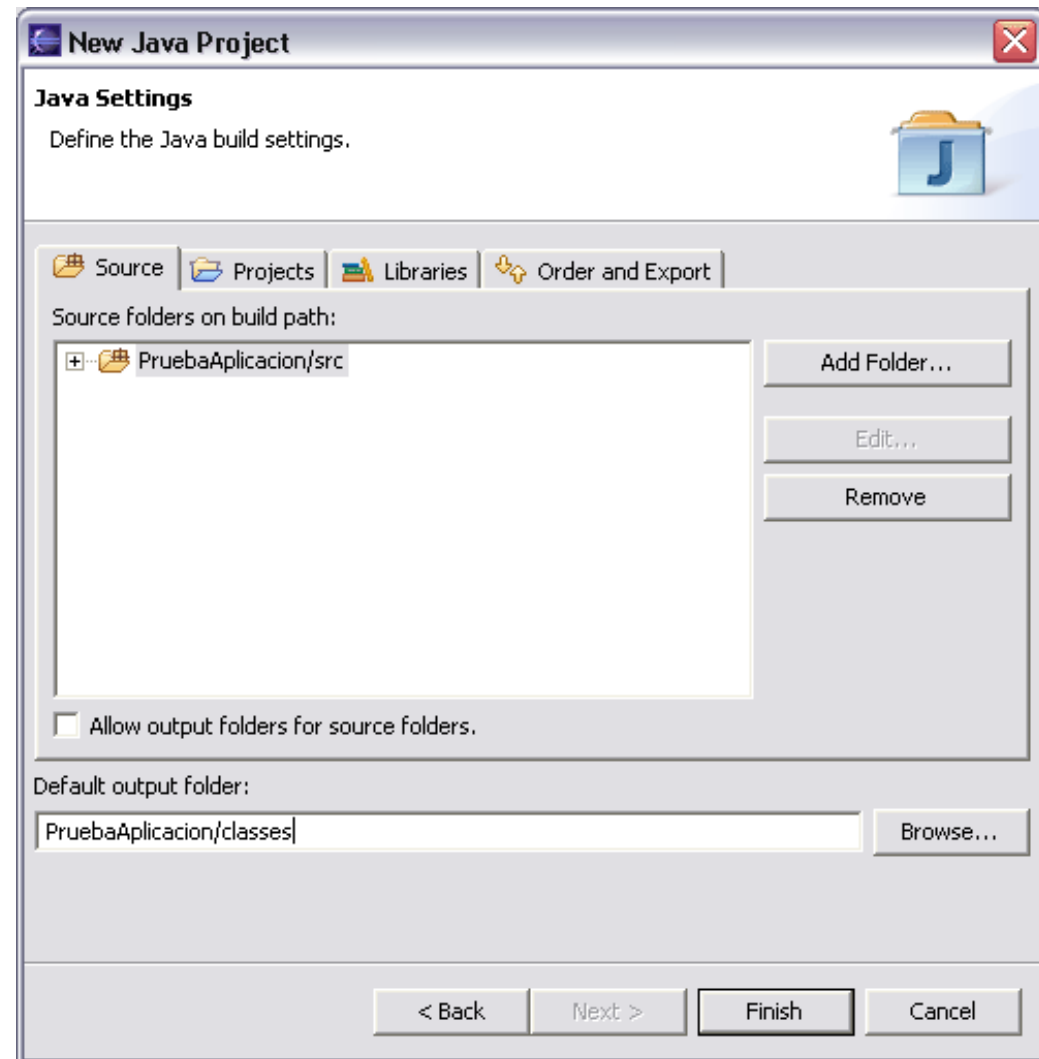 New Java Project
Java Settings
Define the Java build settings.
Source Projects Libraries Order and Export
Source folders on build path:
PruebaAplicacion/src
Add Folder...
Edit...
Remove
Allow output folders for source folders.
Default output folder:
PruebaAplicacion/classes
Browse...
< Back Next > Finish Cancel